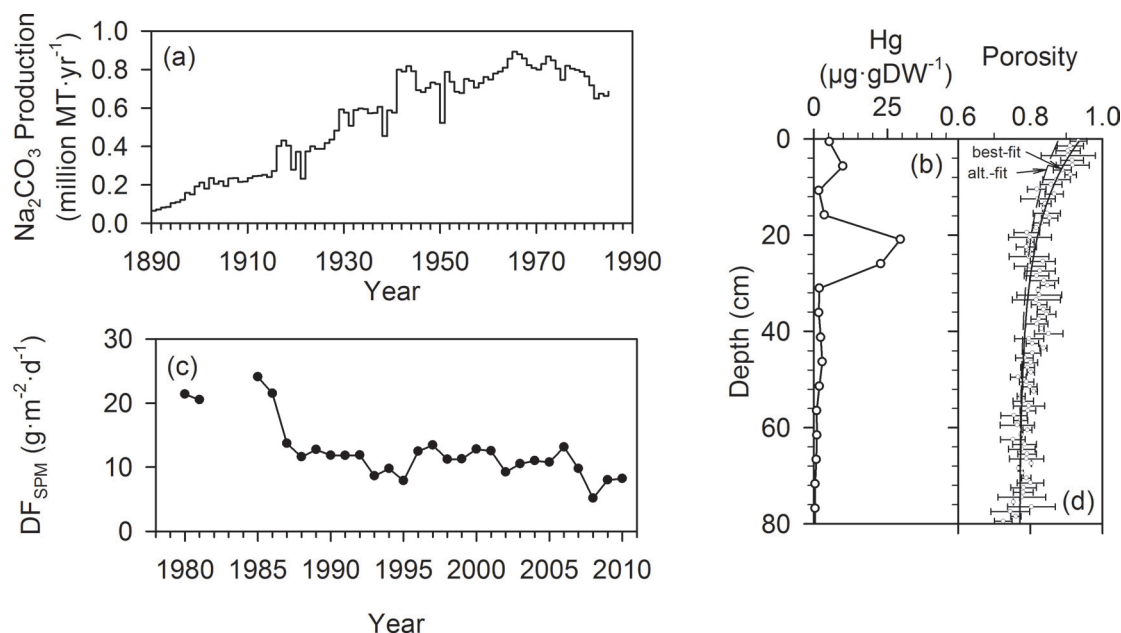 (a)
Na₂CO₃ Production
(million MT·yr⁻¹)
1.0
0.8
0.6
0.4
0.2
0.0
1890 1910 1930 1950 1970 1990
Year
(c)
DF_SPM (g·m⁻²·d⁻¹)
30
20
10
0
1980 1985 1990 1995 2000 2005 2010
Year
Hg
(µg·gDW⁻¹)
0 25
Porosity
0.6 0.8 1.0
Depth (cm)
0
20
40
60
80
(b)
best-fit
alt.-fit
(d)